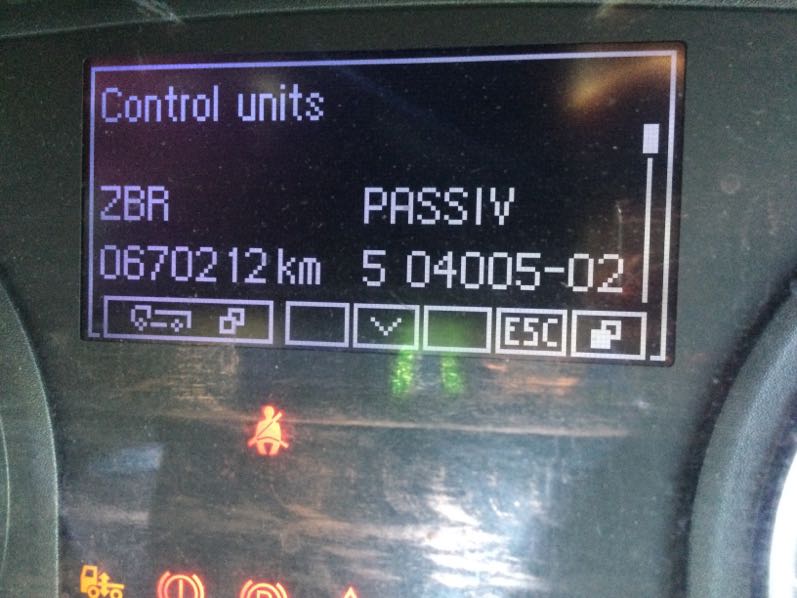 Control units
ZBR PASSIV
0670212 km 5 04005-02
ESC